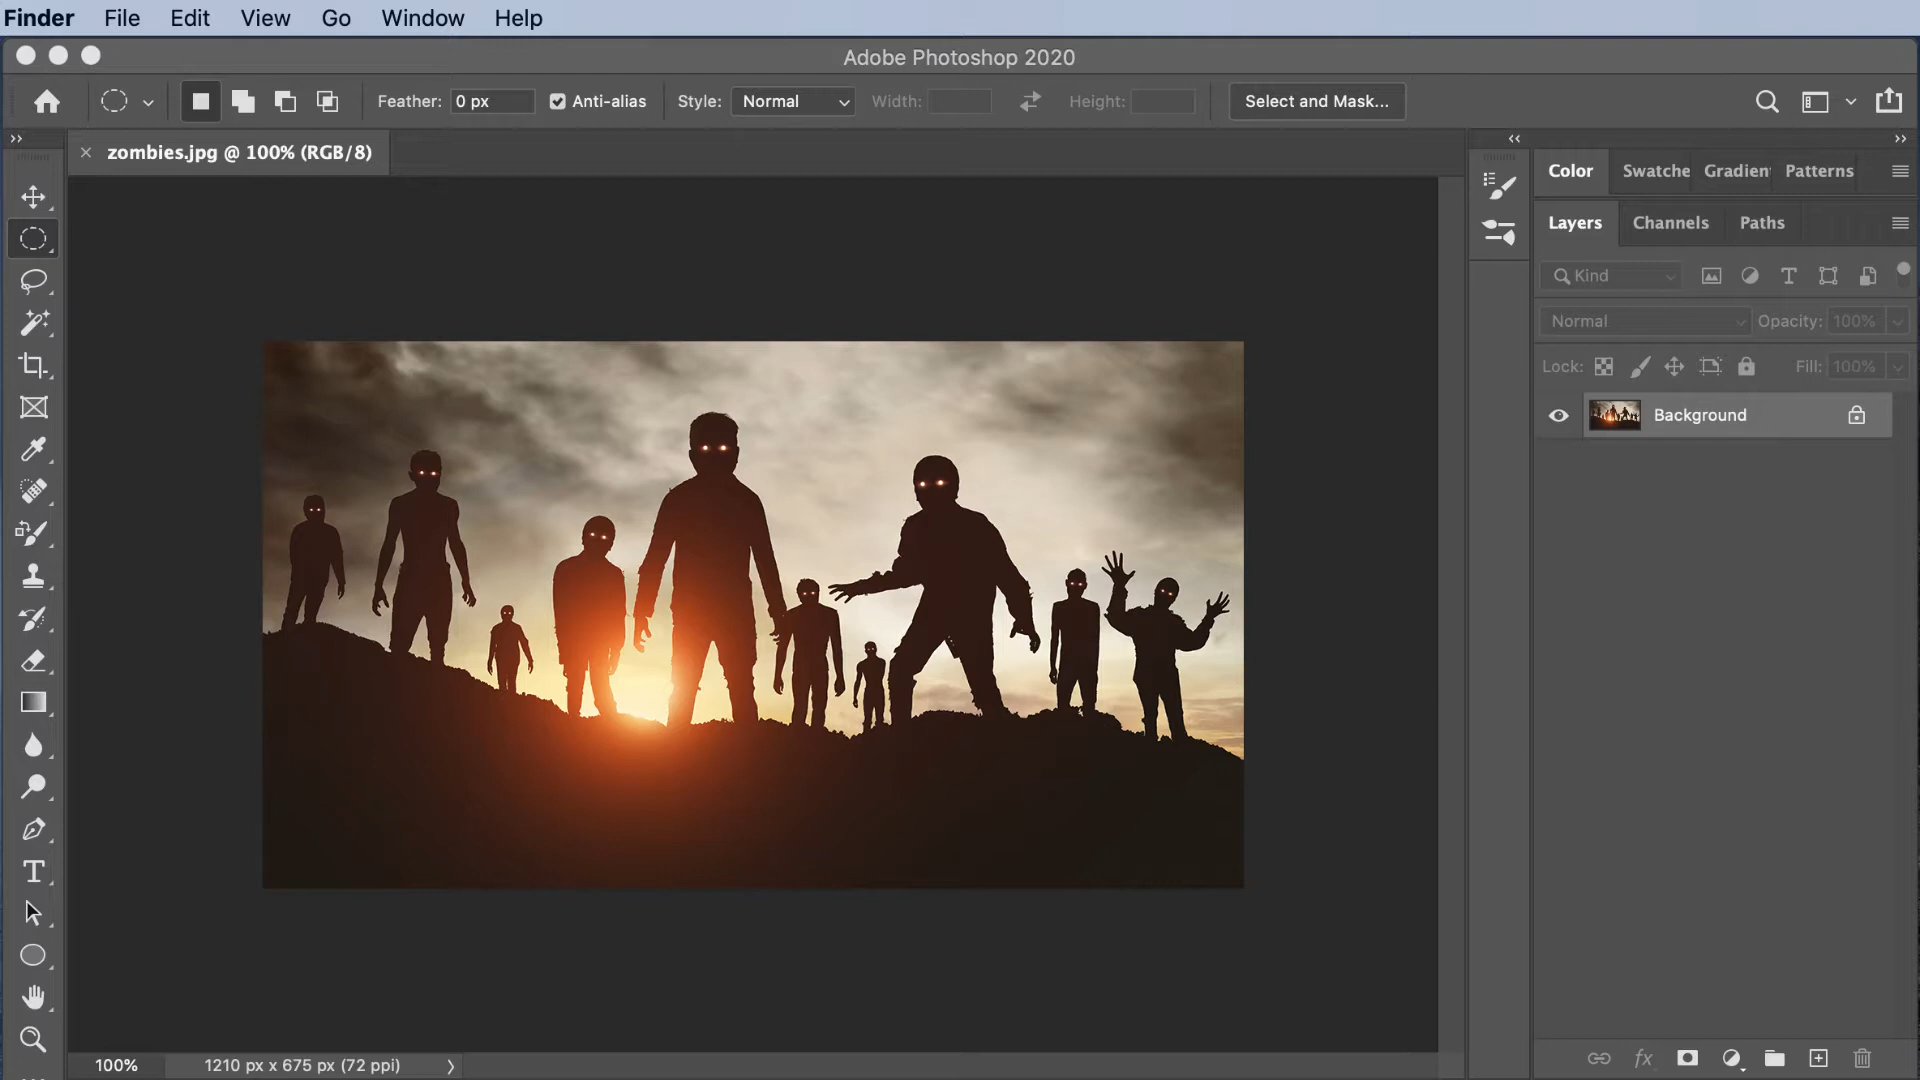 Finder File Edit View Go Window Help
Adobe Photoshop 2020
Feather: 0 px Anti-alias Style: Normal Width: Height: Select and Mask...
zombies.jpg @ 100% (RGB/8)
Color Swatche Gradien Patterns
Layers Channels Paths
Kind
Normal Opacity: 100%
Lock: Fill: 100%
Background
100% 1210 px x 675 px (72 ppi)
fx